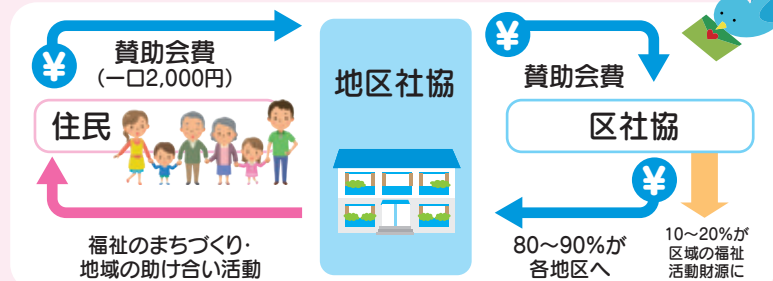 ¥
賛助会費
(一口2,000円)
住民
福祉のまちづくり・
地域の助け合い活動
地区社協
¥
賛助会費
区社協
¥
80〜90%が
各地区へ
10〜20%が
区域の福祉
活動財源に